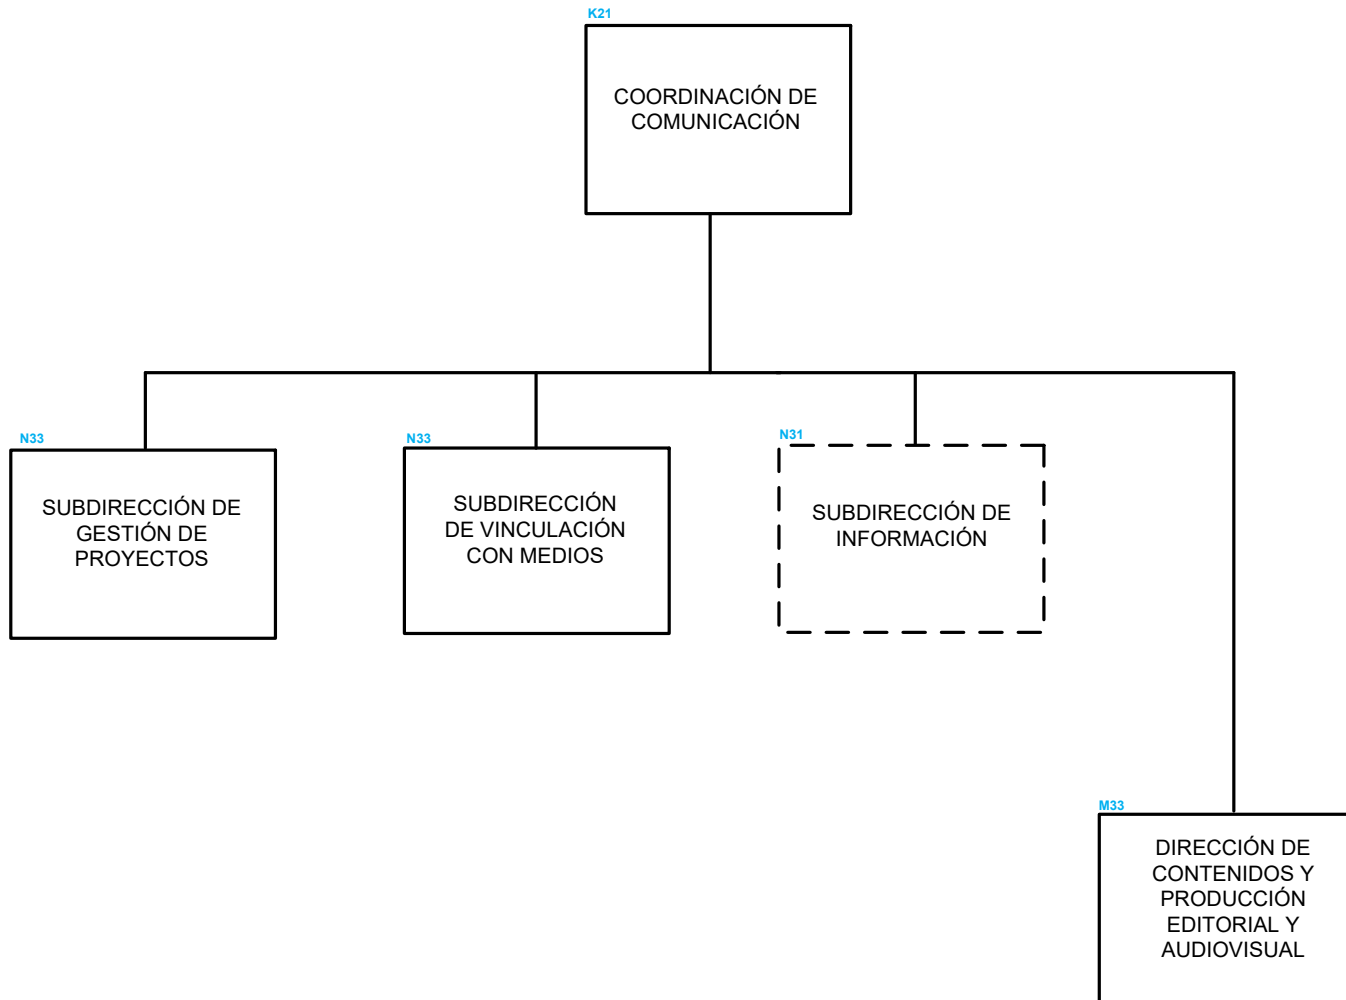 K21
COORDINACIÓN DE
COMUNICACIÓN
N33
SUBDIRECCIÓN DE
GESTIÓN DE
PROYECTOS
N33
SUBDIRECCIÓN
DE VINCULACIÓN
CON MEDIOS
N31
SUBDIRECCIÓN DE
INFORMACIÓN
M33
DIRECCIÓN DE
CONTENIDOS Y
PRODUCCIÓN
EDITORIAL Y
AUDIOVISUAL